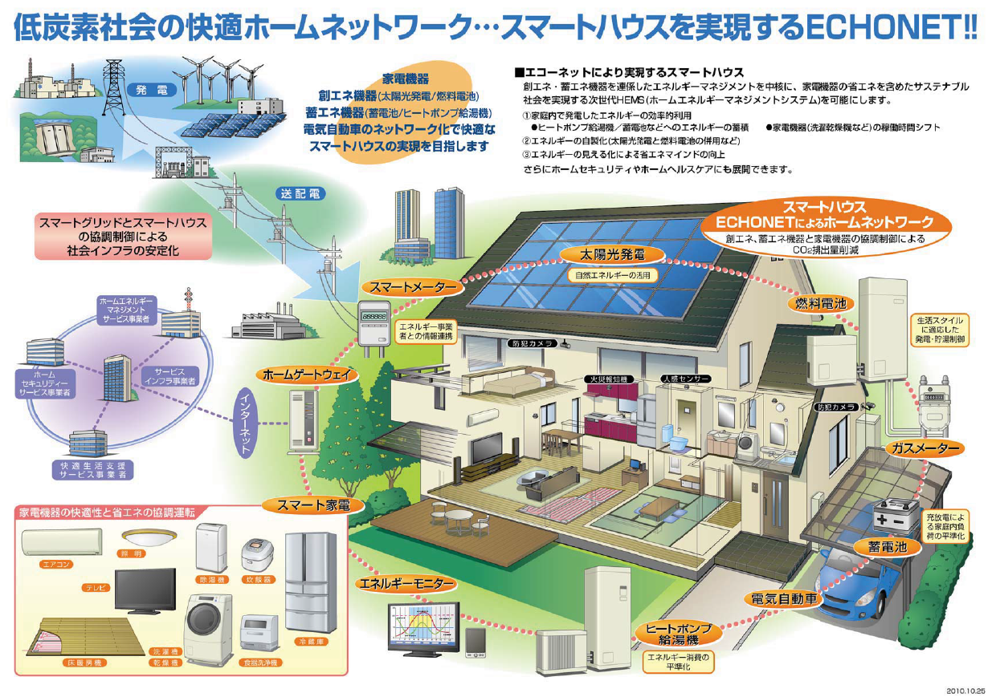 低炭素社会の快適ホームネットワーク…スマートハウスを実現するECHONET!!
発電
家電機器
創エネ機器(太陽光発電/燃料電池)
蓄エネ機器(蓄電池/ヒートポンプ給湯機)
電気自動車のネットワーク化で快適な
スマートハウスの実現を目指します
■エコーネットにより実現するスマートハウス
創エネ・蓄エネ機器を連係したエネルギーマネジメントを中核に、家電機器の省エネを含めたサステナブル
社会を実現する次世代HEMS(ホームエネルギーマネジメントシステム)を可能にします。
①家庭内で発電したエネルギーの効率的利用
●ヒートポンプ給湯機／蓄電池などへのエネルギーの蓄積 ●家電機器(洗濯乾燥機など)の稼働時間シフト
②エネルギーの自製化(太陽光発電と燃料電池の併用など)
③エネルギーの見える化による省エネマインドの向上
さらにホームセキュリティやホームヘルスケアにも展開できます。
送配電
スマートグリッドとスマートハウス
の協調制御による
社会インフラの安定化
スマートハウス
ECHONETによるホームネットワーク
創エネ、蓄エネ機器と家電機器の協調制御による
CO2排出量削減
太陽光発電
自然エネルギーの活用
スマートメーター
エネルギー事業
者との情報連携
燃料電池
生活スタイル
に適応した
発電・貯湯制御
ホームエネルギー
マネジメント
サービス事業者
ホーム
セキュリティー
サービス事業者
サービス
インフラ事業者
快適生活支援
サービス事業者
インターネット
ホームゲートウェイ
防犯カメラ
火災報知機
人感センサー
防犯カメラ
ガスメーター
スマート家電
充放電によ
る家庭内負
荷の平準化
蓄電池
電気自動車
ヒートポンプ
給湯機
エネルギー消費の
平準化
エネルギーモニター
家電機器の快適性と省エネの協調運転
エアコン
照明
テレビ
除湿機
炊飯器
冷蔵庫
床暖房機
洗濯機
乾燥機
食器洗浄機
2010.10.25